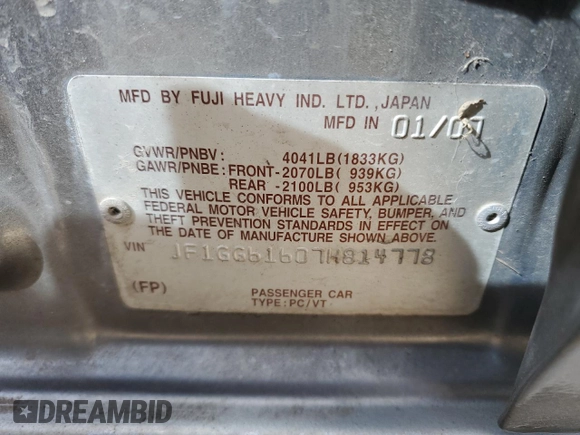 MFD BY FUJI HEAVY IND. LTD., JAPAN
MFD IN 01/07
GVWR/PNBV: 4041LB(1833KG)
GAWR/PNBE: FRONT-2070LB( 939KG)
REAR -2100LB( 953KG)
THIS VEHICLE CONFORMS TO ALL APPLICABLE
FEDERAL MOTOR VEHICLE SAFETY, BUMPER, AND
THEFT PREVENTION STANDARDS IN EFFECT ON
THE DATE OF MANUFACTURE SHOWN ABOVE.
VIN JF1GG61607H814778
(FP) PASSENGER CAR
TYPE:PC/VT
DREAMBID